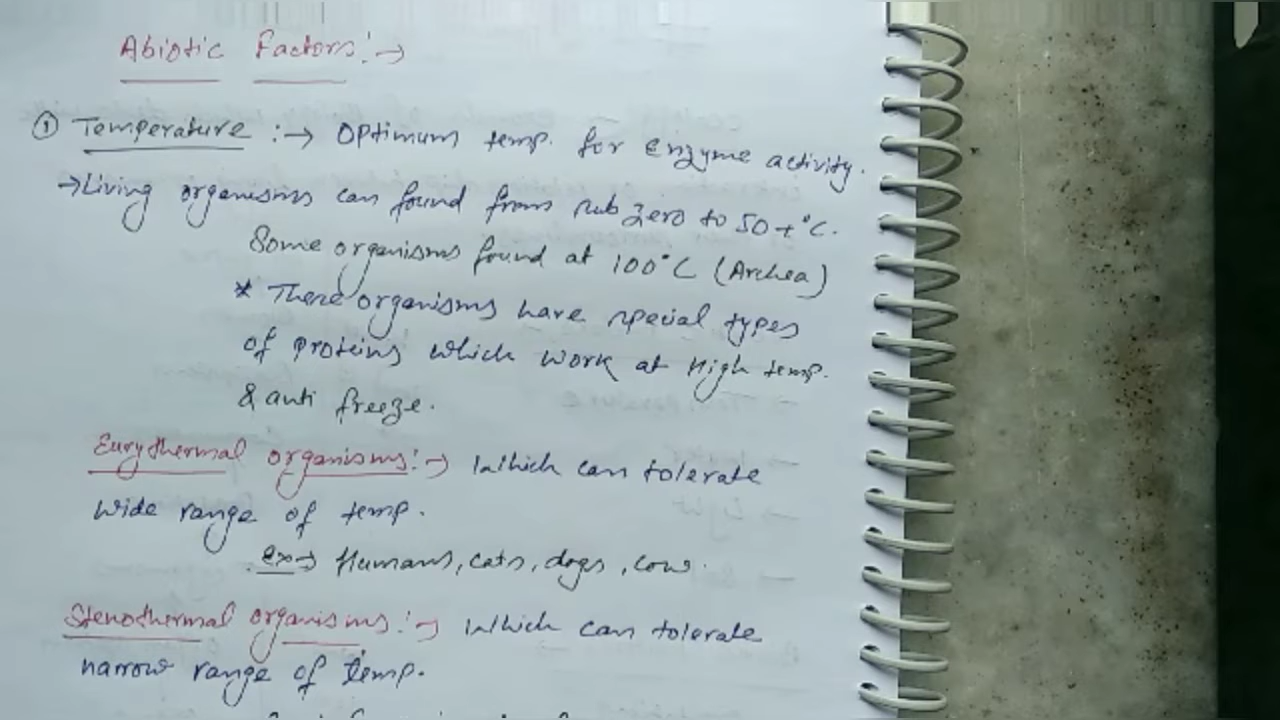 Abiotic Factors :→
① Temperature :→ Optimum temp. for enzyme activity.
→ Living organisms can found from sub zero to 50+°C.
Some organisms found at 100°C (Archea)
* These organisms have special types
of proteins which work at High temp.
& anti freeze.
Eurythermal organisms :→ Which can tolerate
wide range of temp.
ex→ Humans, cats, dogs, cow.
Stenothermal organisms :→ Which can tolerate
narrow range of temp.